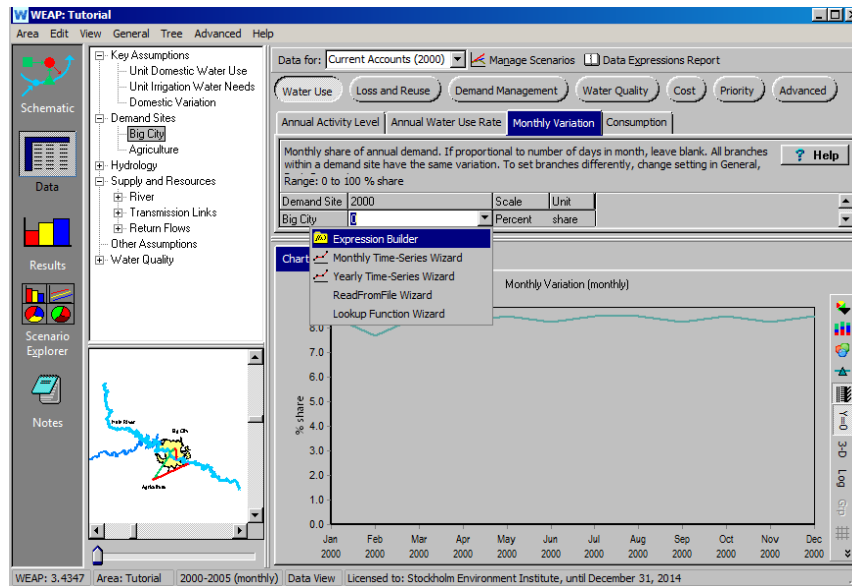 WEAP: Tutorial
Area Edit View General Tree Advanced Help
Schematic
Data
Results
Scenario
Explorer
Notes
Key Assumptions
Unit Domestic Water Use
Unit Irrigation Water Needs
Domestic Variation
Demand Sites
Big City
Agriculture
Hydrology
Supply and Resources
River
Transmission Links
Return Flows
Other Assumptions
Water Quality
Main River
Big City
Agriculture
Data for: Current Accounts (2000) Manage Scenarios Data Expressions Report
Water Use Loss and Reuse Demand Management Water Quality Cost Priority Advanced
Annual Activity Level Annual Water Use Rate Monthly Variation Consumption
Monthly share of annual demand. If proportional to number of days in month, leave blank. All branches
within a demand site have the same variation. To set branches differently, change setting in General,
Range: 0 to 100 % share
? Help
Demand Site 2000 Scale Unit
Big City 0 Percent share
Expression Builder
Monthly Time-Series Wizard
Yearly Time-Series Wizard
ReadFromFile Wizard
Lookup Function Wizard
Chart
Monthly Variation (monthly)
% share
8.0
7.0
6.0
5.0
4.0
3.0
2.0
1.0
0.0
Jan Feb Mar Apr May Jun Jul Aug Sep Oct Nov Dec
2000 2000 2000 2000 2000 2000 2000 2000 2000 2000 2000 2000
Y=0
3-D
Log
WEAP: 3.4347 Area: Tutorial 2000-2005 (monthly) Data View Licensed to: Stockholm Environment Institute, until December 31, 2014